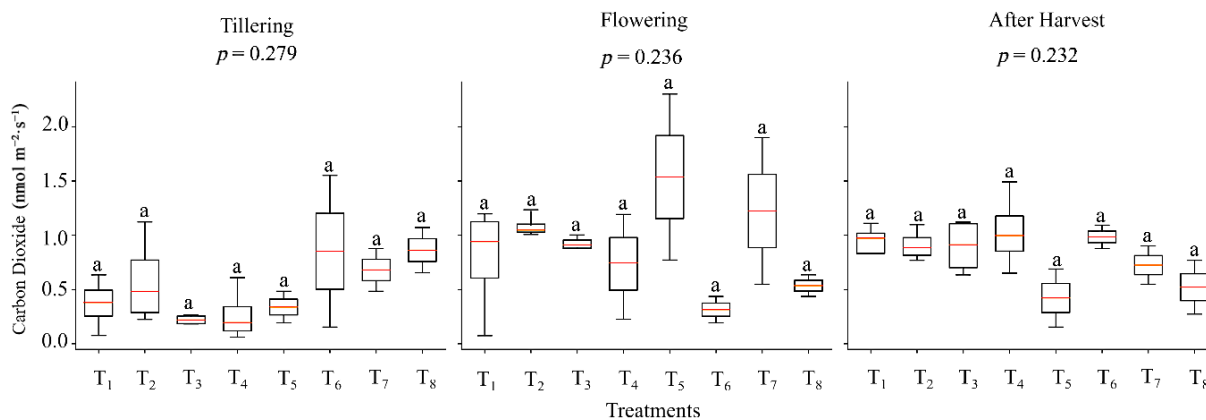 Tillering
p = 0.279
Flowering
p = 0.236
After Harvest
p = 0.232
Carbon Dioxide (nmol m⁻²·s⁻¹)
2.0
1.5
1.0
0.5
0.0
a a a a a a a a
a a a a a a a a
a a a a a a a a
T₁ T₂ T₃ T₄ T₅ T₆ T₇ T₈
T₁ T₂ T₃ T₄ T₅ T₆ T₇ T₈
T₁ T₂ T₃ T₄ T₅ T₆ T₇ T₈
Treatments